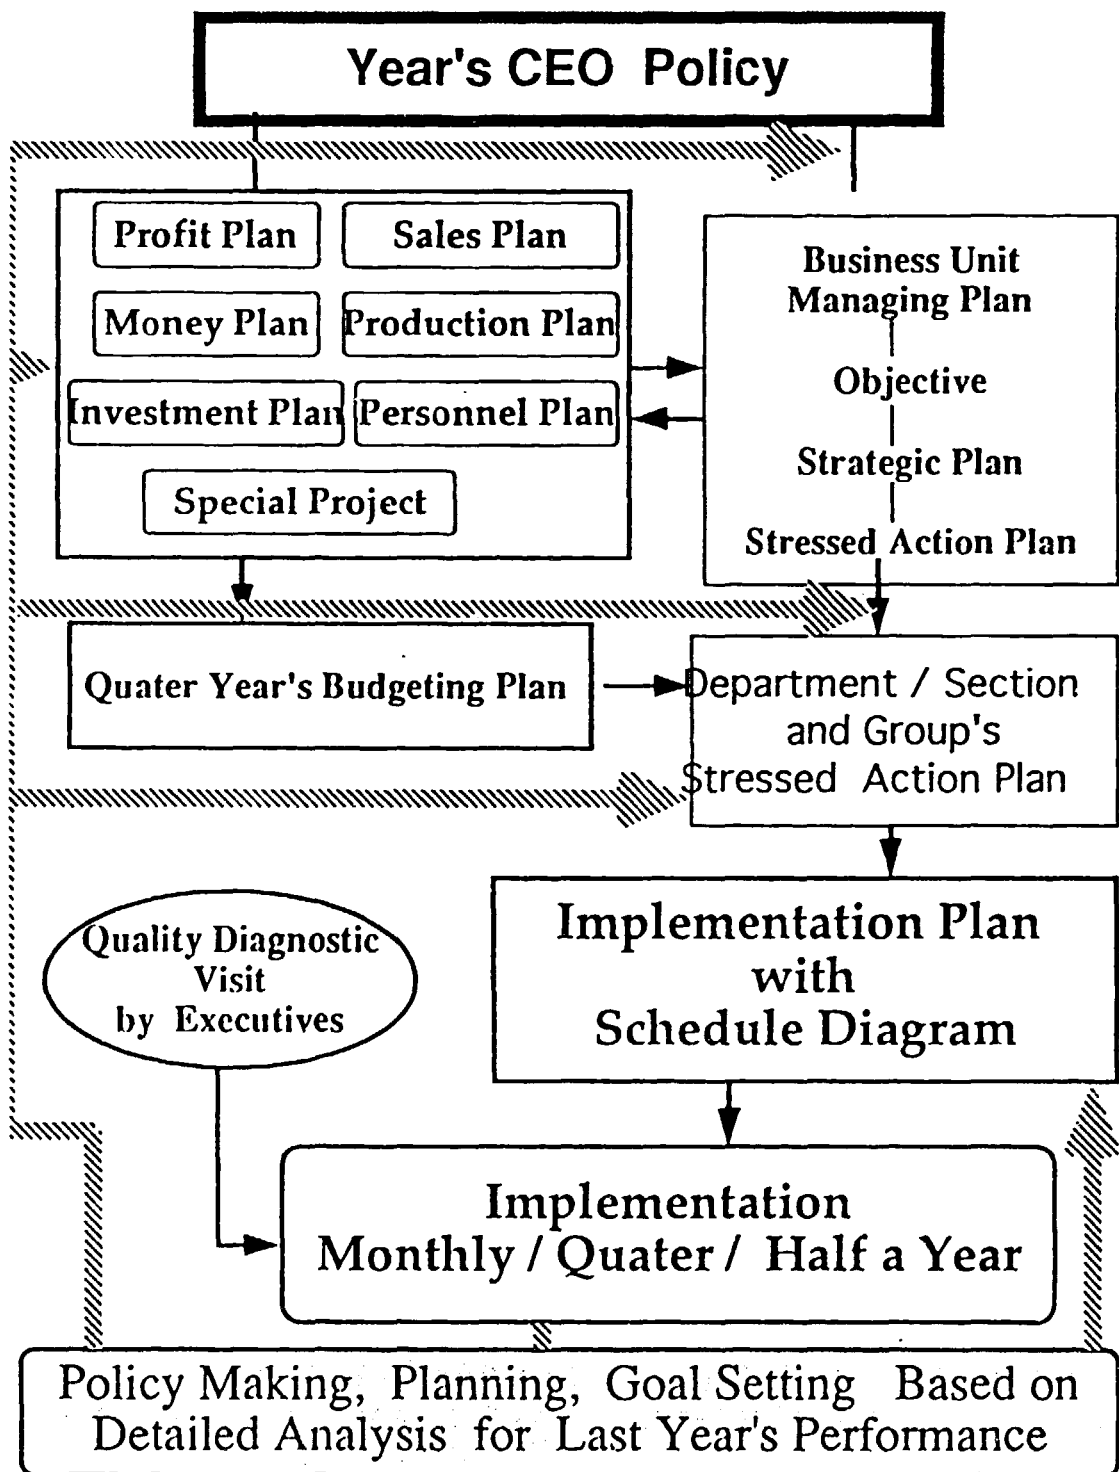 Year's CEO Policy
Profit Plan
Sales Plan
Money Plan
Production Plan
Investment Plan
Personnel Plan
Special Project
Business Unit
Managing Plan
Objective
Strategic Plan
Stressed Action Plan
Quater Year's Budgeting Plan
Department / Section
and Group's
Stressed Action Plan
Quality Diagnostic
Visit
by Executives
Implementation Plan
with
Schedule Diagram
Implementation
Monthly / Quater / Half a Year
Policy Making, Planning, Goal Setting Based on
Detailed Analysis for Last Year's Performance